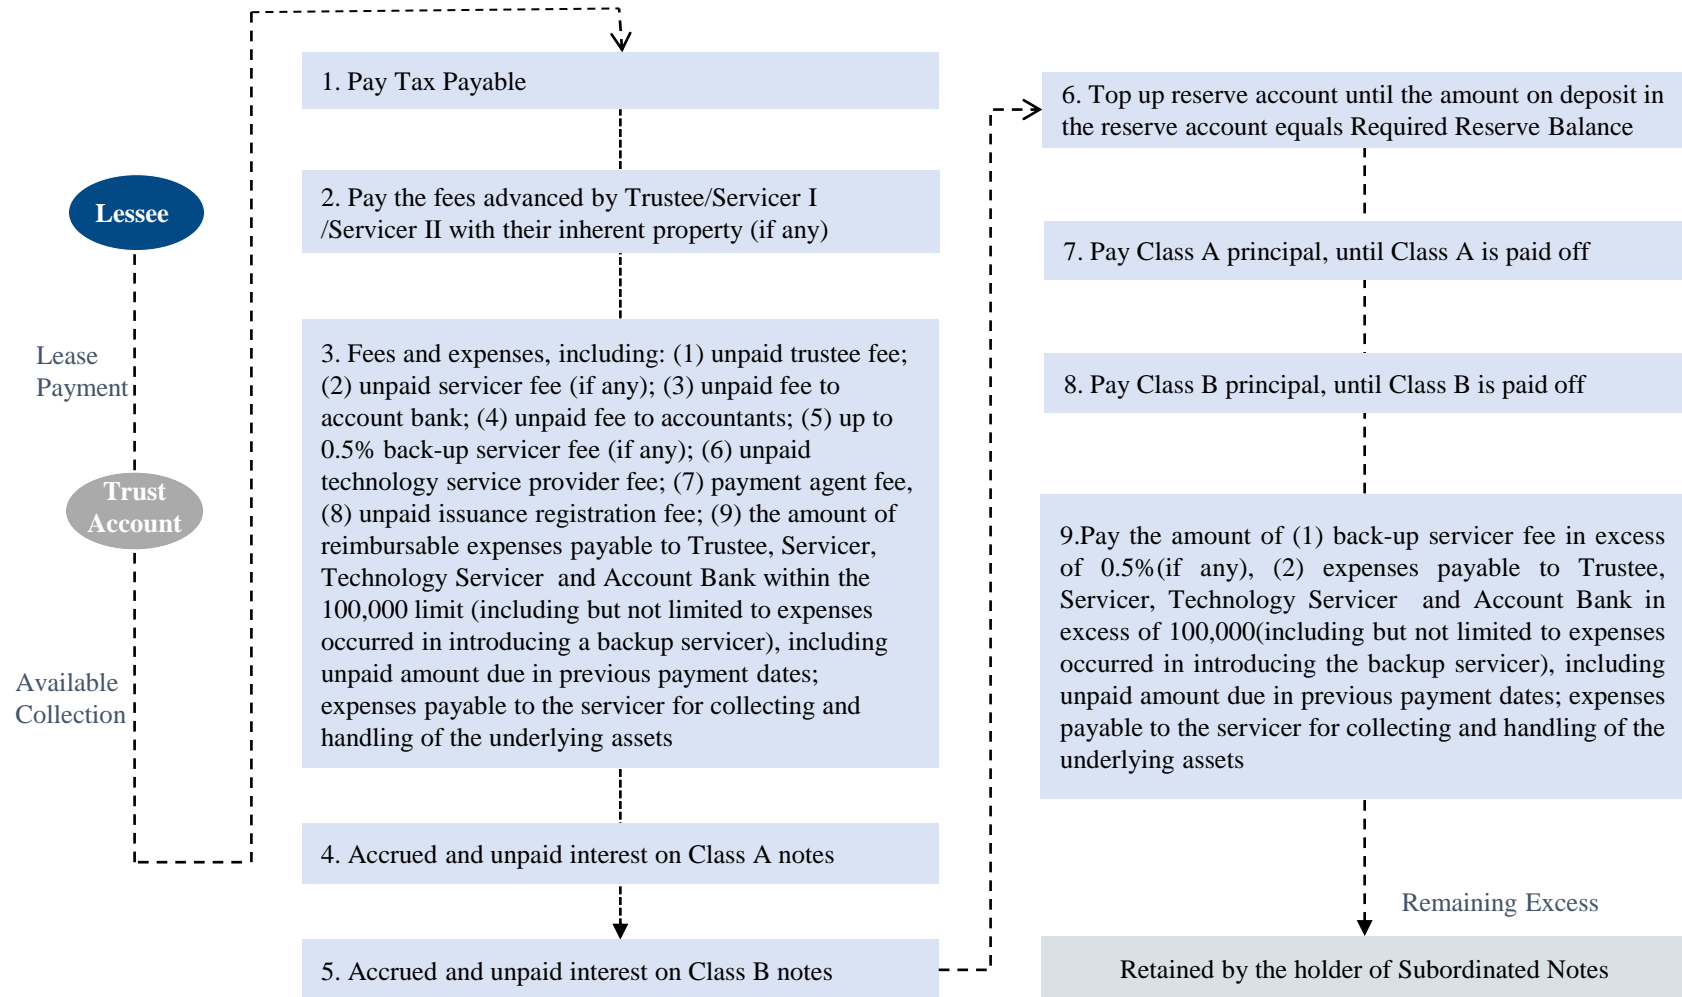 Lessee
Lease
Payment
Trust
Account
Available
Collection
1. Pay Tax Payable
2. Pay the fees advanced by Trustee/Servicer I
/Servicer II with their inherent property (if any)
3. Fees and expenses, including: (1) unpaid trustee fee;
(2) unpaid servicer fee (if any); (3) unpaid fee to
account bank; (4) unpaid fee to accountants; (5) up to
0.5% back-up servicer fee (if any); (6) unpaid
technology service provider fee; (7) payment agent fee,
(8) unpaid issuance registration fee; (9) the amount of
reimbursable expenses payable to Trustee, Servicer,
Technology Servicer and Account Bank within the
100,000 limit (including but not limited to expenses
occurred in introducing a backup servicer), including
unpaid amount due in previous payment dates;
expenses payable to the servicer for collecting and
handling of the underlying assets
4. Accrued and unpaid interest on Class A notes
5. Accrued and unpaid interest on Class B notes
6. Top up reserve account until the amount on deposit in
the reserve account equals Required Reserve Balance
7. Pay Class A principal, until Class A is paid off
8. Pay Class B principal, until Class B is paid off
9.Pay the amount of (1) back-up servicer fee in excess
of 0.5%(if any), (2) expenses payable to Trustee,
Servicer, Technology Servicer and Account Bank in
excess of 100,000(including but not limited to expenses
occurred in introducing the backup servicer), including
unpaid amount due in previous payment dates; expenses
payable to the servicer for collecting and handling of the
underlying assets
Remaining Excess
Retained by the holder of Subordinated Notes